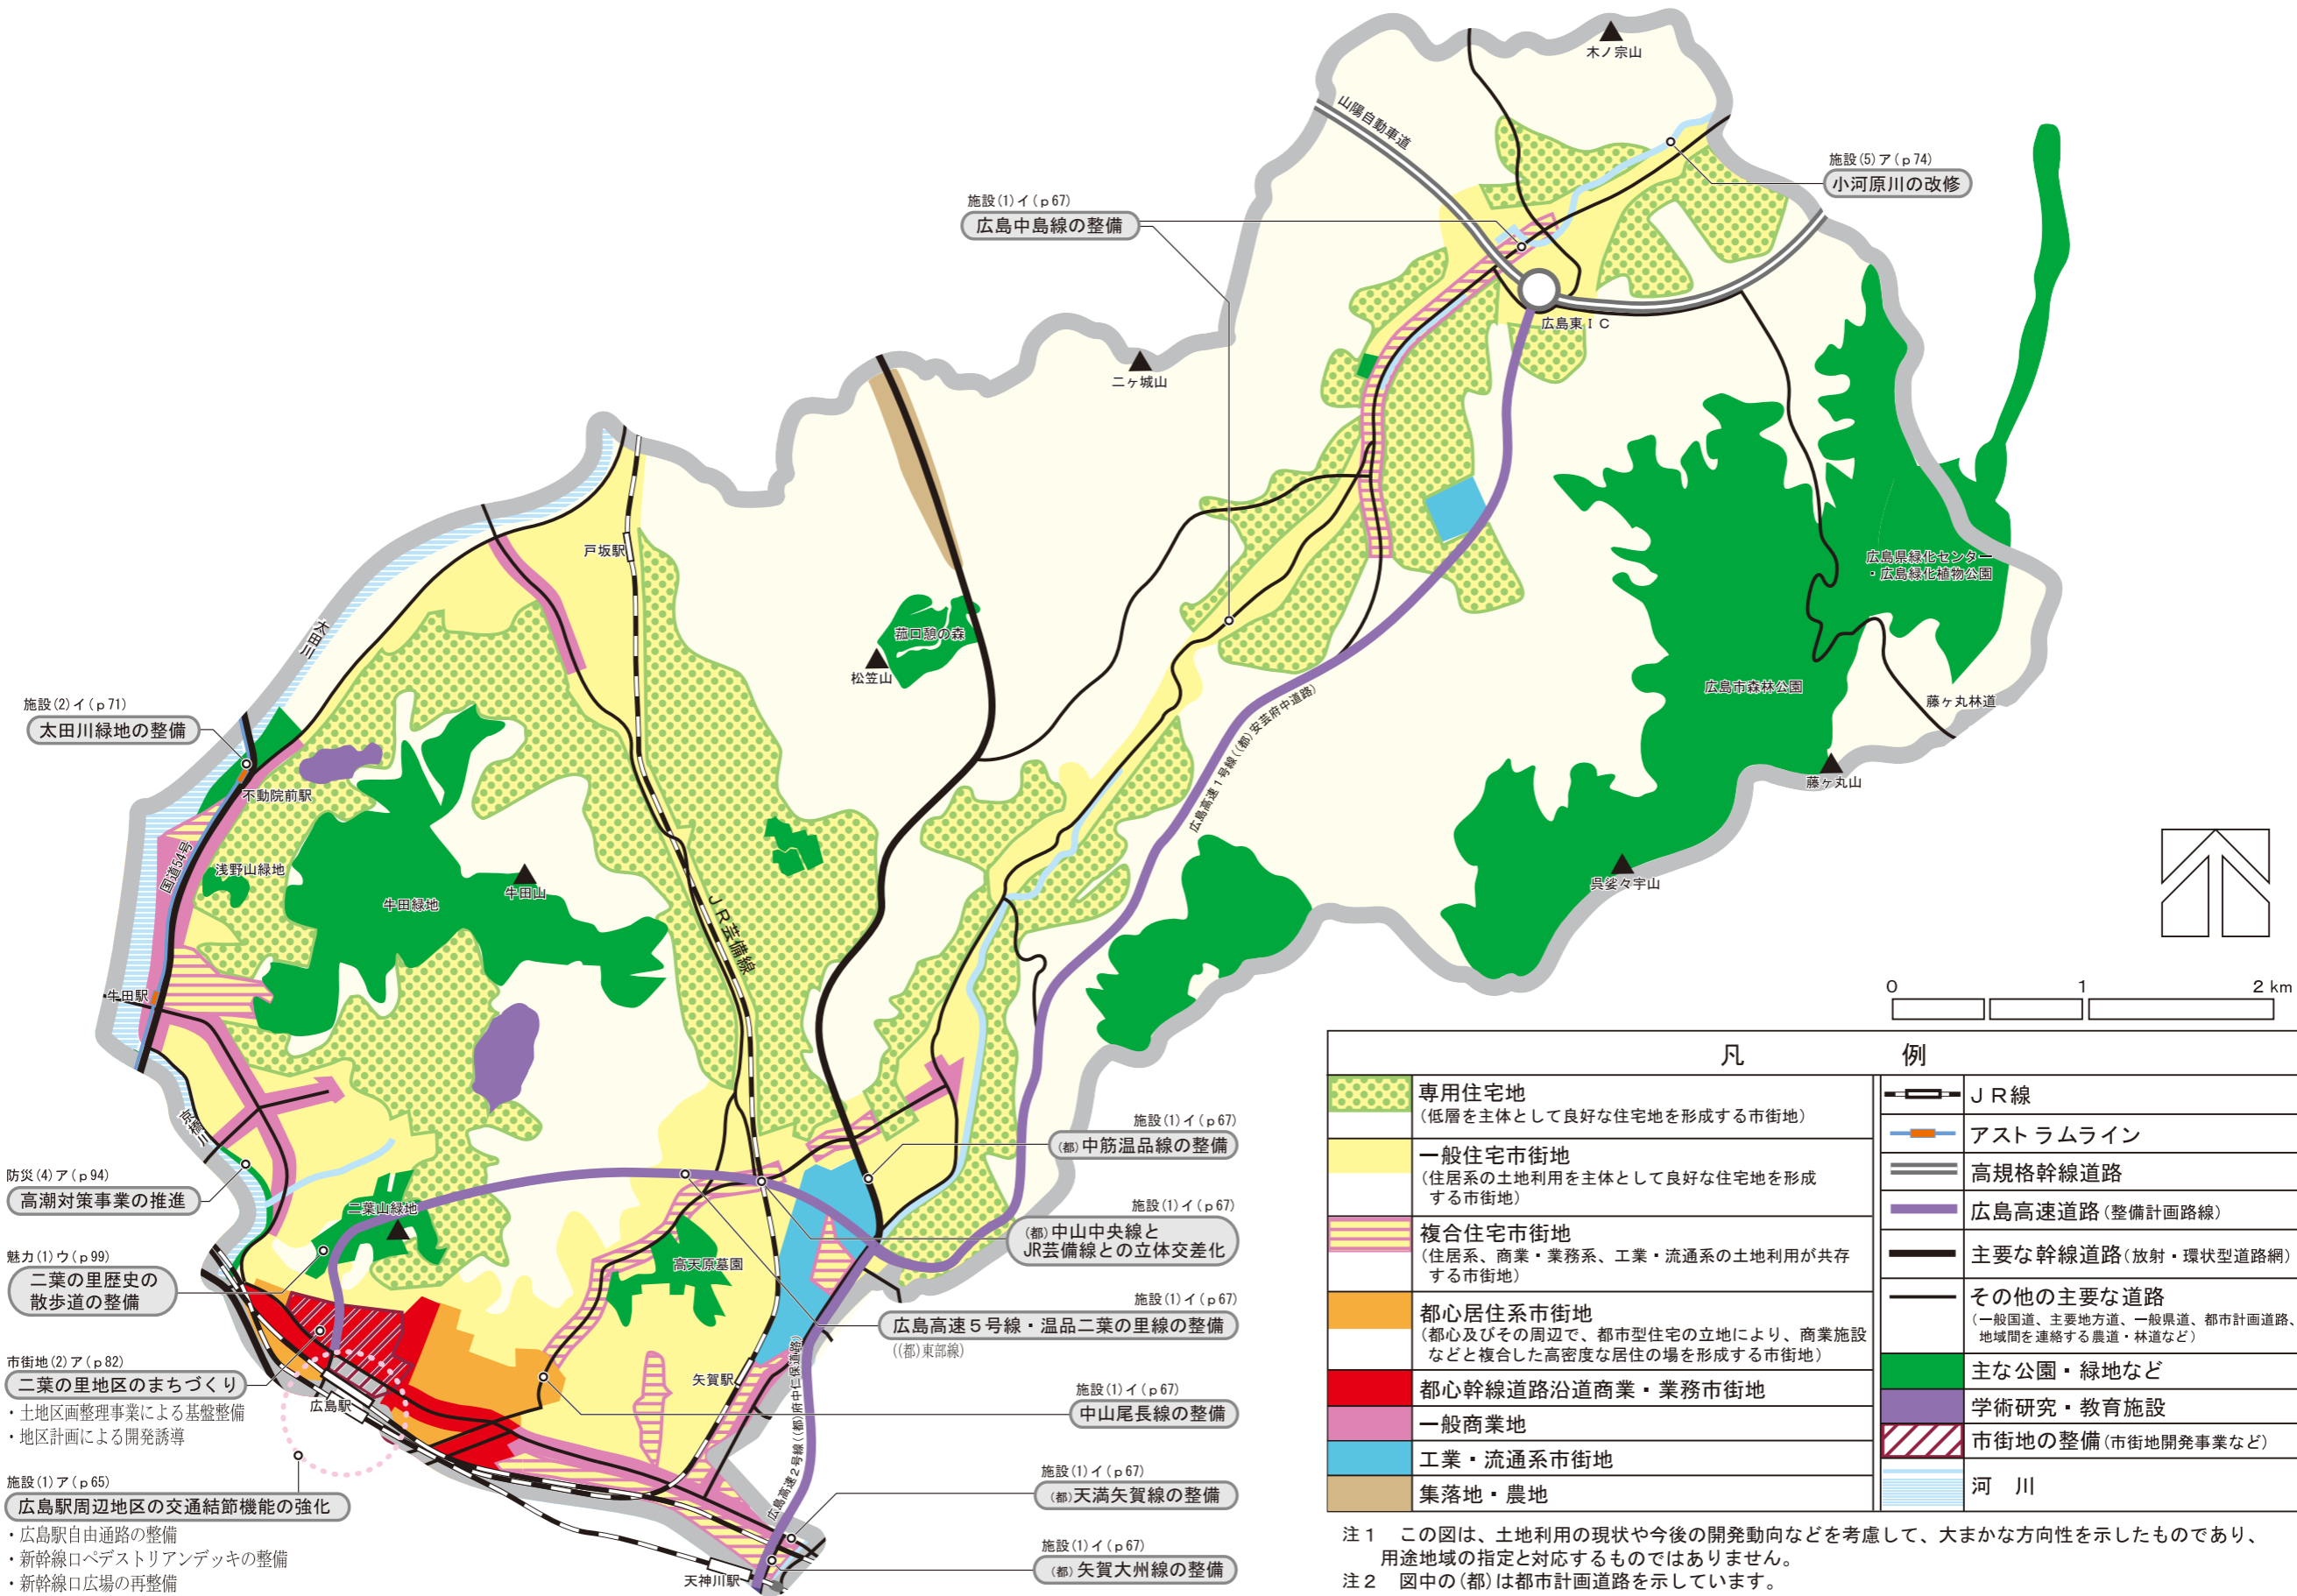 木ノ宗山
山陽自動車道
施設(5)ア(p74)
小河原川の改修
施設(1)イ(p67)
広島中島線の整備
広島東IC
二ヶ城山
戸坂駅
広島県緑化センター
・広島緑化植物公園
菰口憩の森
松笠山
太田川
広島市森林公園
藤ヶ丸林道
藤ヶ丸山
施設(2)イ(p71)
太田川緑地の整備
広島高速1号線((都)安芸府中道路)
不動院前駅
国道54号
浅野山緑地
牛田山
牛田緑地
呉娑々宇山
JR芸備線
牛田駅
0 1 2 km
京橋川
防災(4)ア(p94)
高潮対策事業の推進
二葉山緑地
魅力(1)ウ(p99)
二葉の里歴史の
散歩道の整備
高天原墓園
施設(1)イ(p67)
(都)中筋温品線の整備
施設(1)イ(p67)
(都)中山中央線と
JR芸備線との立体交差化
施設(1)イ(p67)
広島高速5号線・温品二葉の里線の整備
((都)東部線)
市街地(2)ア(p82)
二葉の里地区のまちづくり
・土地区画整理事業による基盤整備
・地区計画による開発誘導
広島駅
矢賀駅
施設(1)イ(p67)
中山尾長線の整備
施設(1)ア(p65)
広島駅周辺地区の交通結節機能の強化
・広島駅自由通路の整備
・新幹線口ペデストリアンデッキの整備
・新幹線口広場の再整備
広島高速2号線((都)府中仁保道路)
施設(1)イ(p67)
(都)天満矢賀線の整備
施設(1)イ(p67)
(都)矢賀大州線の整備
天神川駅
凡 例
専用住宅地
(低層を主体として良好な住宅地を形成する市街地)
一般住宅市街地
(住居系の土地利用を主体として良好な住宅地を形成
する市街地)
複合住宅市街地
(住居系、商業・業務系、工業・流通系の土地利用が共存
する市街地)
都心居住系市街地
(都心及びその周辺で、都市型住宅の立地により、商業施設
などと複合した高密度な居住の場を形成する市街地)
都心幹線道路沿道商業・業務市街地
一般商業地
工業・流通系市街地
集落地・農地
JR線
アストラムライン
高規格幹線道路
広島高速道路(整備計画路線)
主要な幹線道路(放射・環状型道路網)
その他の主要な道路
(一般国道、主要地方道、一般県道、都市計画道路、
地域間を連絡する農道・林道など)
主な公園・緑地など
学術研究・教育施設
市街地の整備(市街地開発事業など)
河 川
注1 この図は、土地利用の現状や今後の開発動向などを考慮して、大まかな方向性を示したものであり、
用途地域の指定と対応するものではありません。
注2 図中の(都)は都市計画道路を示しています。